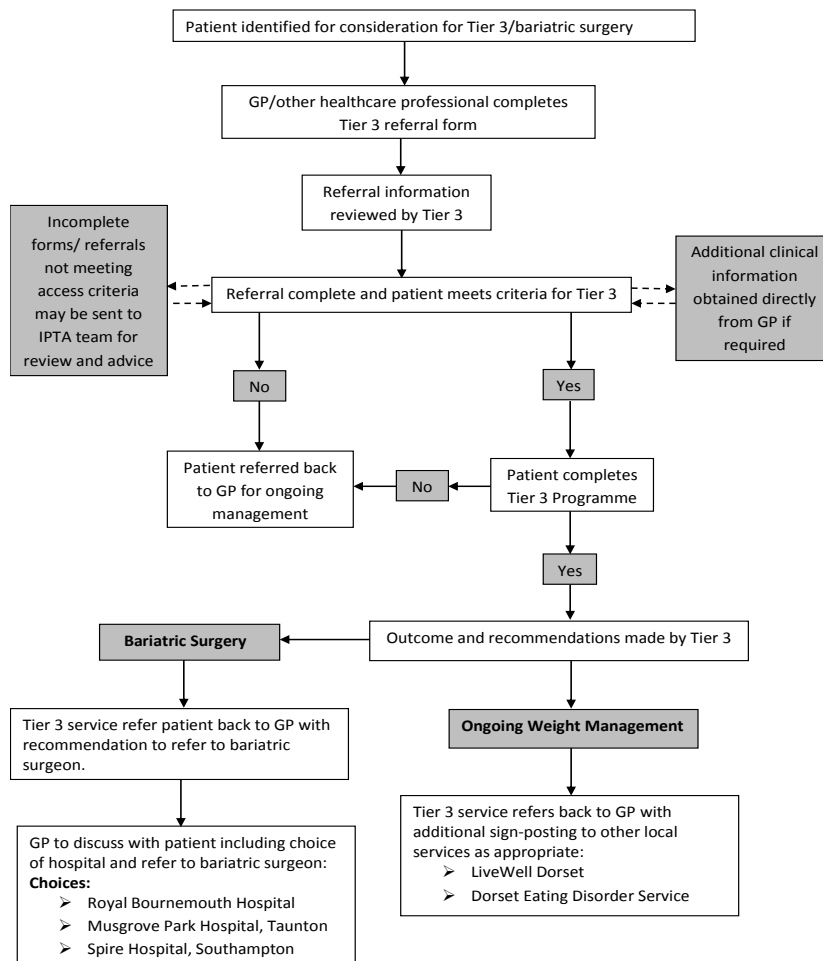 Patient identified for consideration for Tier 3/bariatric surgery
GP/other healthcare professional completes
Tier 3 referral form
Referral information
reviewed by Tier 3
Incomplete
forms/ referrals
not meeting
access criteria
may be sent to
IPTA team for
review and advice
Referral complete and patient meets criteria for Tier 3
Additional clinical
information
obtained directly
from GP if
required
No
Yes
Patient referred back
to GP for ongoing
management
No
Patient completes
Tier 3 Programme
Yes
Bariatric Surgery
Outcome and recommendations made by Tier 3
Tier 3 service refer patient back to GP with
recommendation to refer to bariatric
surgeon.
Ongoing Weight Management
GP to discuss with patient including choice
of hospital and refer to bariatric surgeon:
Choices:
➢ Royal Bournemouth Hospital
➢ Musgrove Park Hospital, Taunton
➢ Spire Hospital, Southampton
Tier 3 service refers back to GP with
additional sign-posting to other local
services as appropriate:
➢ LiveWell Dorset
➢ Dorset Eating Disorder Service